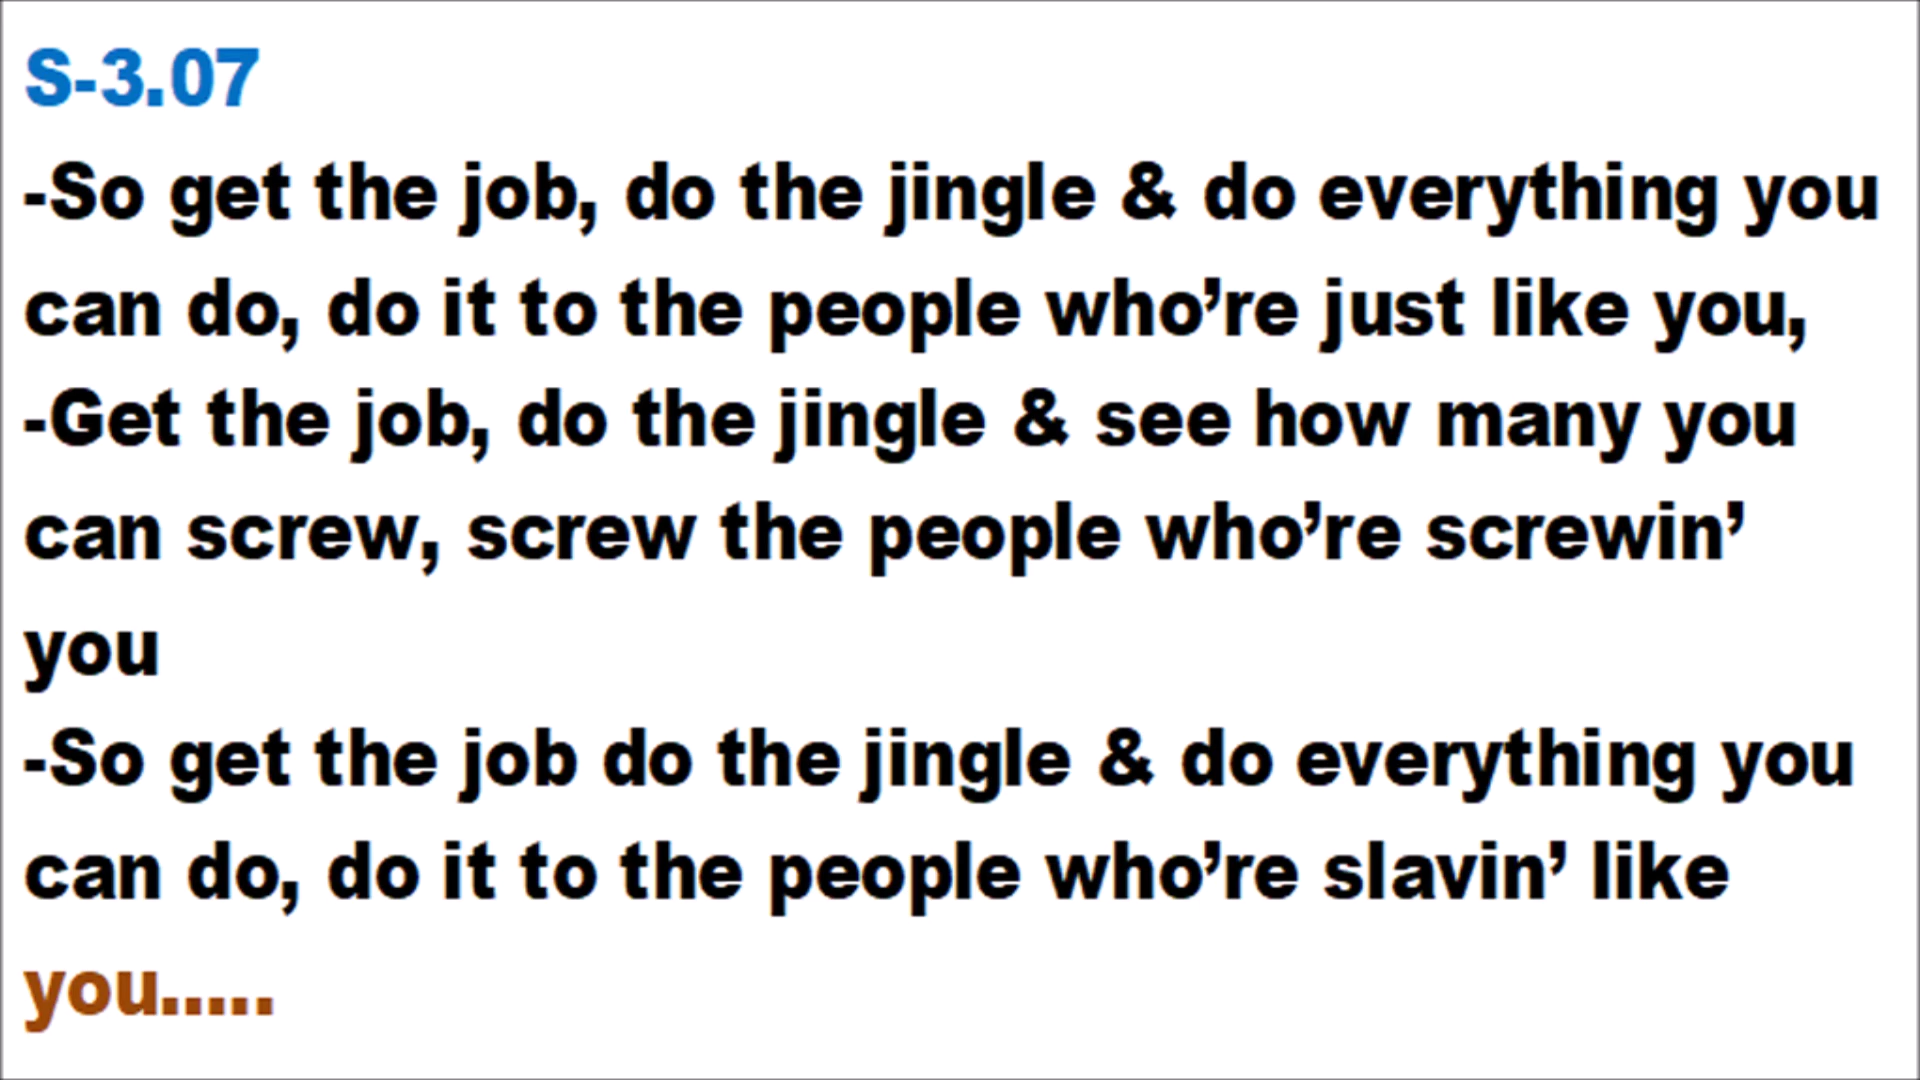 S-3.07
-So get the job, do the jingle & do everything you
can do, do it to the people who’re just like you,
-Get the job, do the jingle & see how many you
can screw, screw the people who’re screwin’
you
-So get the job do the jingle & do everything you
can do, do it to the people who’re slavin’ like
you.....